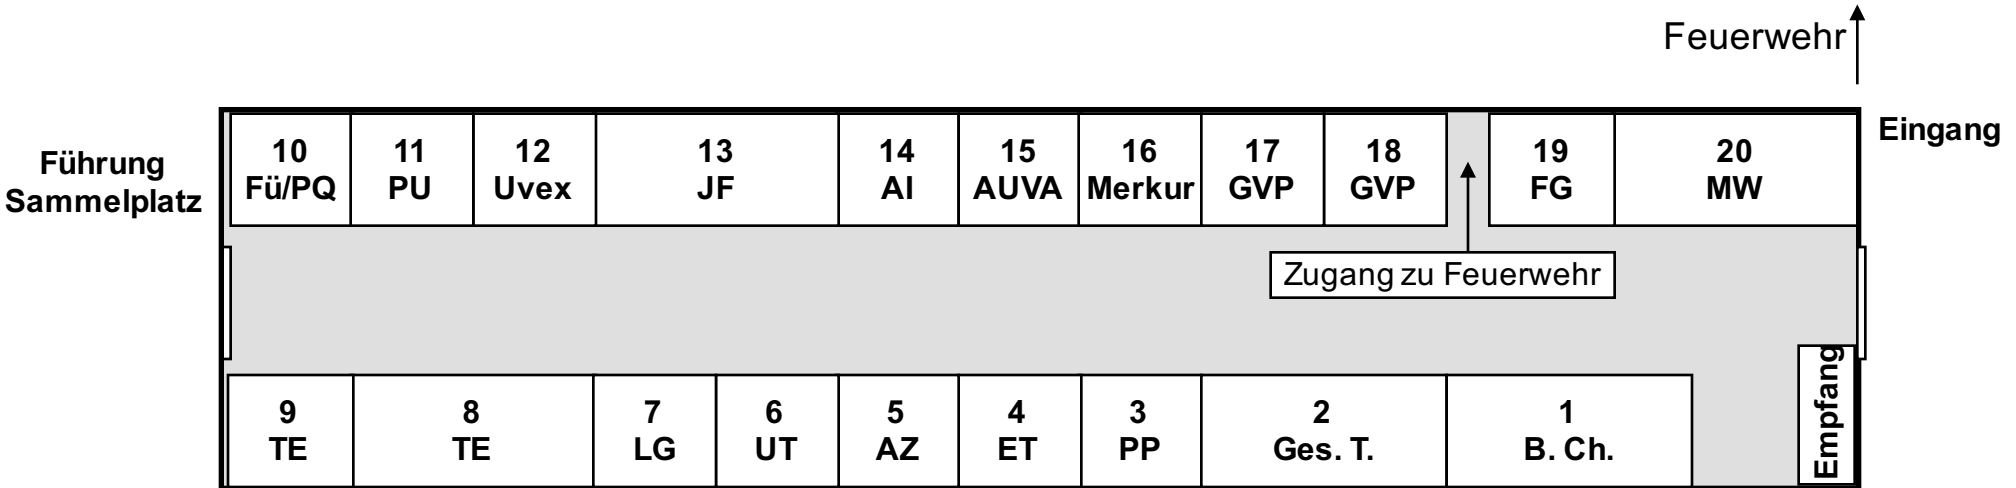 Feuerwehr
Eingang
Führung
Sammelplatz
10
Fü/PQ
11
PU
12
Uvex
13
JF
14
AI
15
AUVA
16
Merkur
17
GVP
18
GVP
19
FG
20
MW
Zugang zu Feuerwehr
9
TE
8
TE
7
LG
6
UT
5
AZ
4
ET
3
PP
2
Ges. T.
1
B. Ch.
Empfang